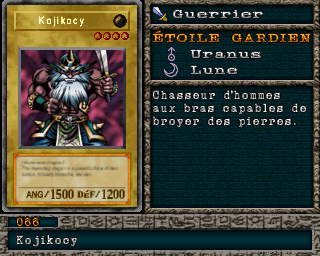 Kojikocy
ANG/1500 DÉF/1200
Guerrier
ÉTOILE GARDIEN
Uranus
Lune
Chasseur d'hommes
aux bras capables de
broyer des pierres.
066
Kojikocy